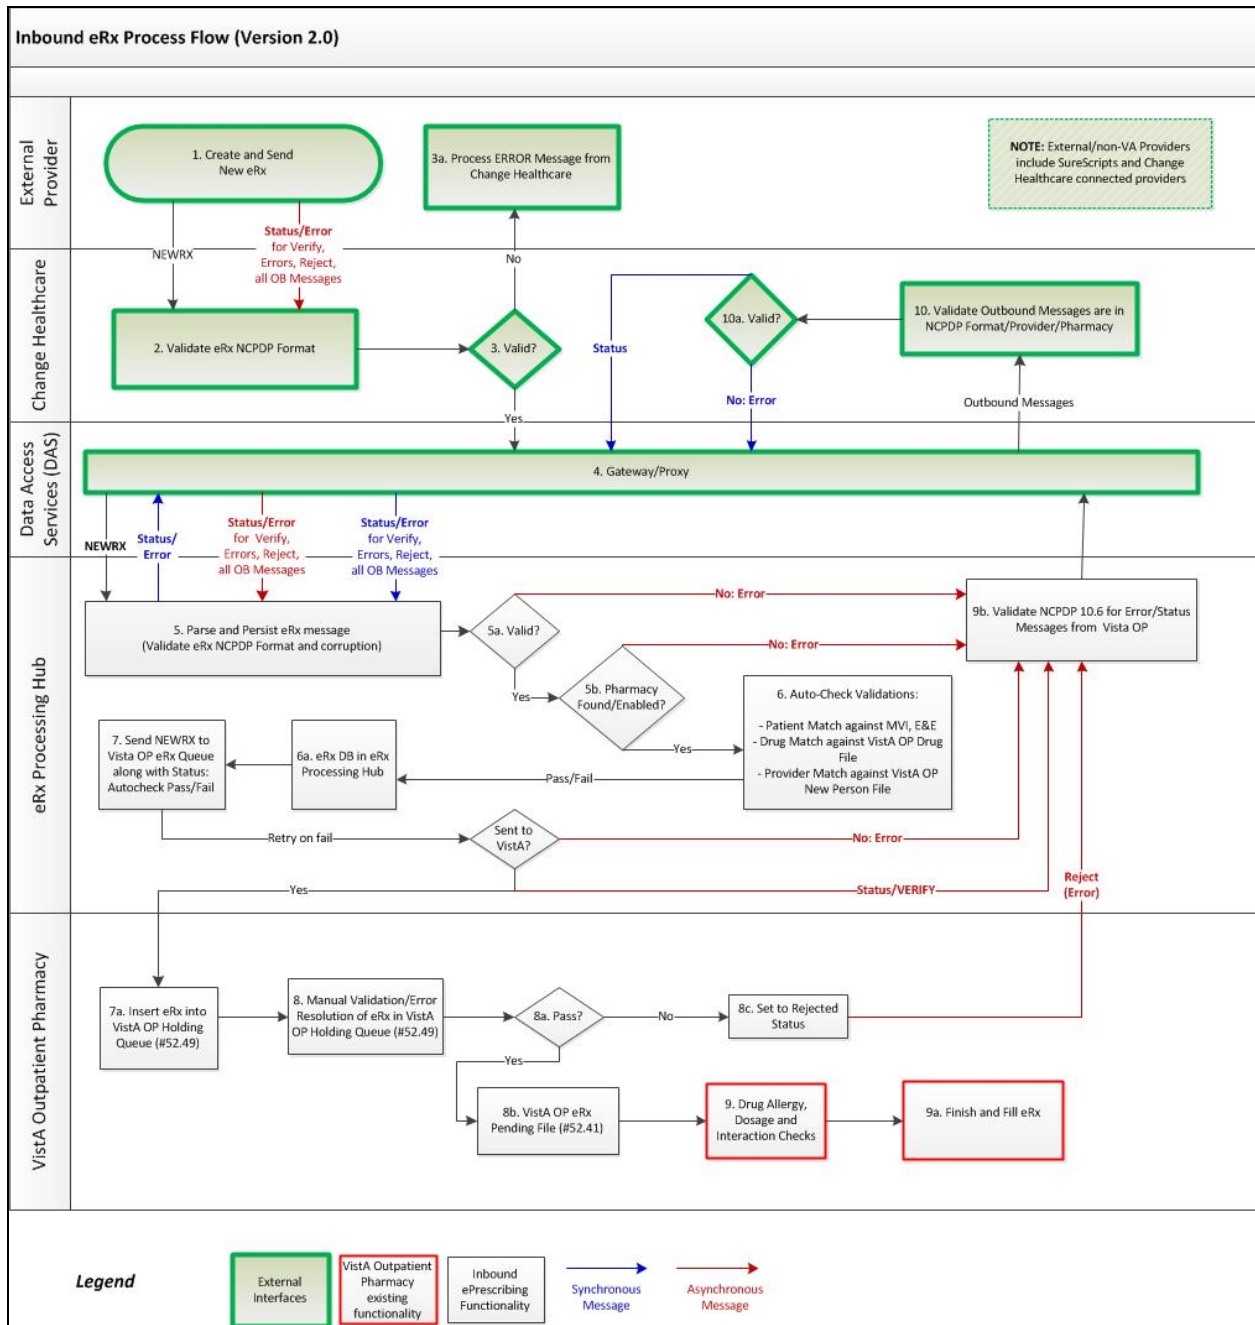 Inbound eRx Process Flow (Version 2.0)
External
Provider
1. Create and Send
New eRx
3a. Process ERROR Message from
Change Healthcare
NOTE: External/non-VA Providers
include SureScripts and Change
Healthcare connected providers
NEWRX
Status/Error
for Verify,
Errors, Reject,
all OB Messages
No
Change Healthcare
2. Validate eRx NCPDP Format
3. Valid?
Status
10a. Valid?
10. Validate Outbound Messages are in
NCPDP Format/Provider/Pharmacy
Yes
No: Error
Outbound Messages
Data Access
Services (DAS)
4. Gateway/Proxy
NEWRX
Status/
Error
Status/Error
for Verify,
Errors, Reject,
all OB Messages
Status/Error
for Verify,
Errors, Reject,
all OB Messages
eRx Processing Hub
5. Parse and Persist eRx message
(Validate eRx NCPDP Format and corruption)
5a. Valid?
No: Error
9b. Validate NCPDP 10.6 for Error/Status
Messages from Vista OP
Yes
5b. Pharmacy
Found/Enabled?
No: Error
Yes
6. Auto-Check Validations:
- Patient Match against MVI, E&E
- Drug Match against VistA OP Drug
File
- Provider Match against VistA OP
New Person File
Pass/Fail
6a. eRx DB in eRx
Processing Hub
7. Send NEWRX to
Vista OP eRx Queue
along with Status:
Autocheck Pass/Fail
Retry on fail
Sent to
VistA?
No: Error
Yes
Status/VERIFY
Reject
(Error)
VistA Outpatient Pharmacy
7a. Insert eRx into
VistA OP Holding
Queue (#52.49)
8. Manual Validation/Error
Resolution of eRx in VistA
OP Holding Queue (#52.49)
8a. Pass?
No
8c. Set to Rejected
Status
Yes
8b. VistA OP eRx
Pending File (#52.41)
9. Drug Allergy,
Dosage and
Interaction Checks
9a. Finish and Fill eRx
Legend
External
Interfaces
VistA Outpatient
Pharmacy
existing
functionality
Inbound
ePrescribing
Functionality
Synchronous
Message
Asynchronous
Message